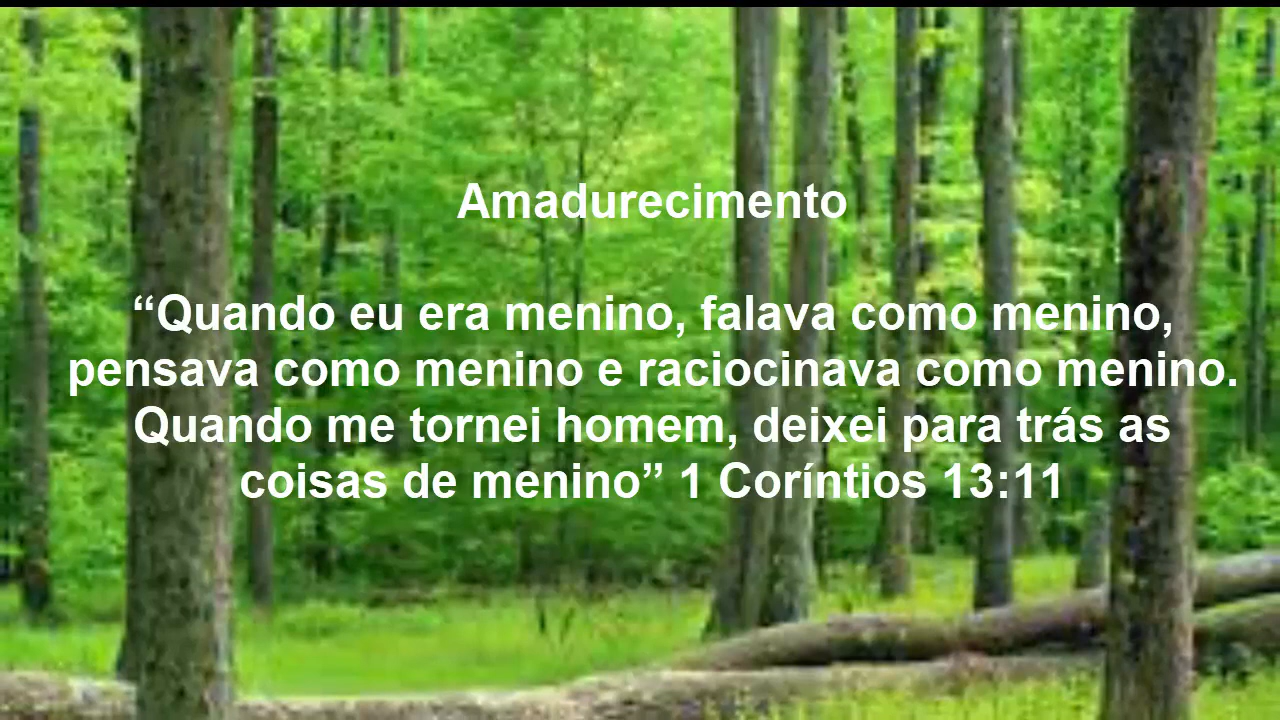 Amadurecimento
“Quando eu era menino, falava como menino,
pensava como menino e raciocinava como menino.
Quando me tornei homem, deixei para trás as
coisas de menino” 1 Coríntios 13:11